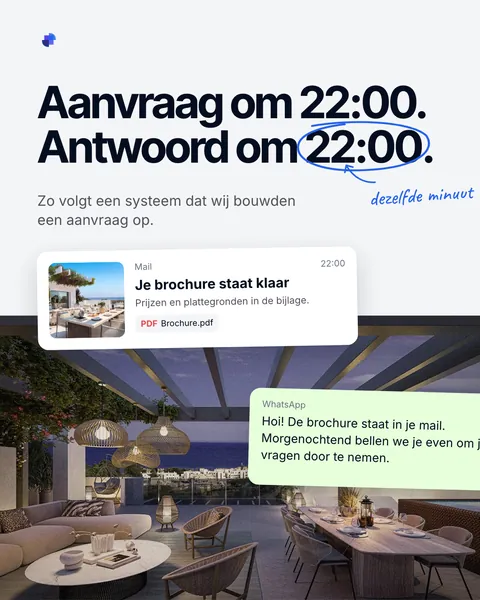 Aanvraag om 22:00.
Antwoord om 22:00.
dezelfde minuut
Zo volgt een systeem dat wij bouwden
een aanvraag op.
Mail
22:00
Je brochure staat klaar
Prijzen en plattegronden in de bijlage.
PDF Brochure.pdf
WhatsApp
Hoi! De brochure staat in je mail.
Morgenochtend bellen we je even om j
vragen door te nemen.